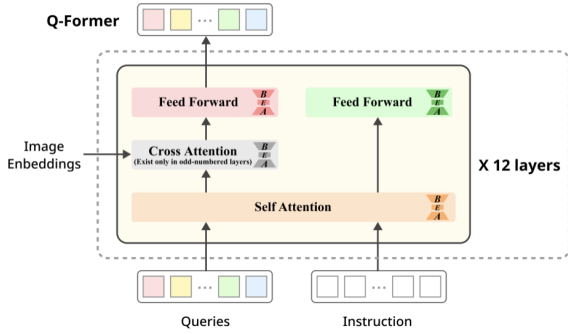 Q-Former
...
Feed Forward
B
E
A
Feed Forward
B
E
A
Image
Embeddings
Cross Attention
(Exist only in odd-numbered layers)
B
E
A
X 12 layers
Self Attention
B
E
A
...
...
Queries
Instruction